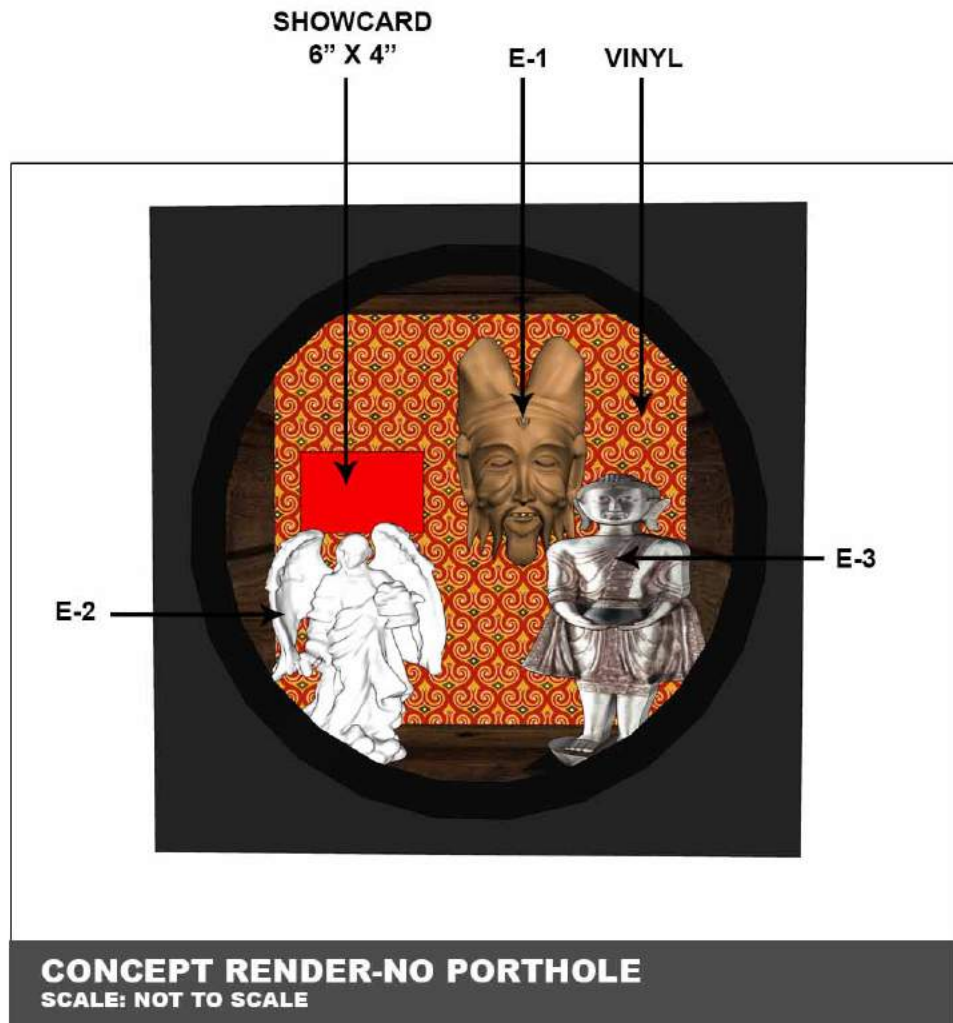 SHOWCARD
6” X 4”
E-1
VINYL
E-3
E-2
CONCEPT RENDER-NO PORTHOLE
SCALE: NOT TO SCALE